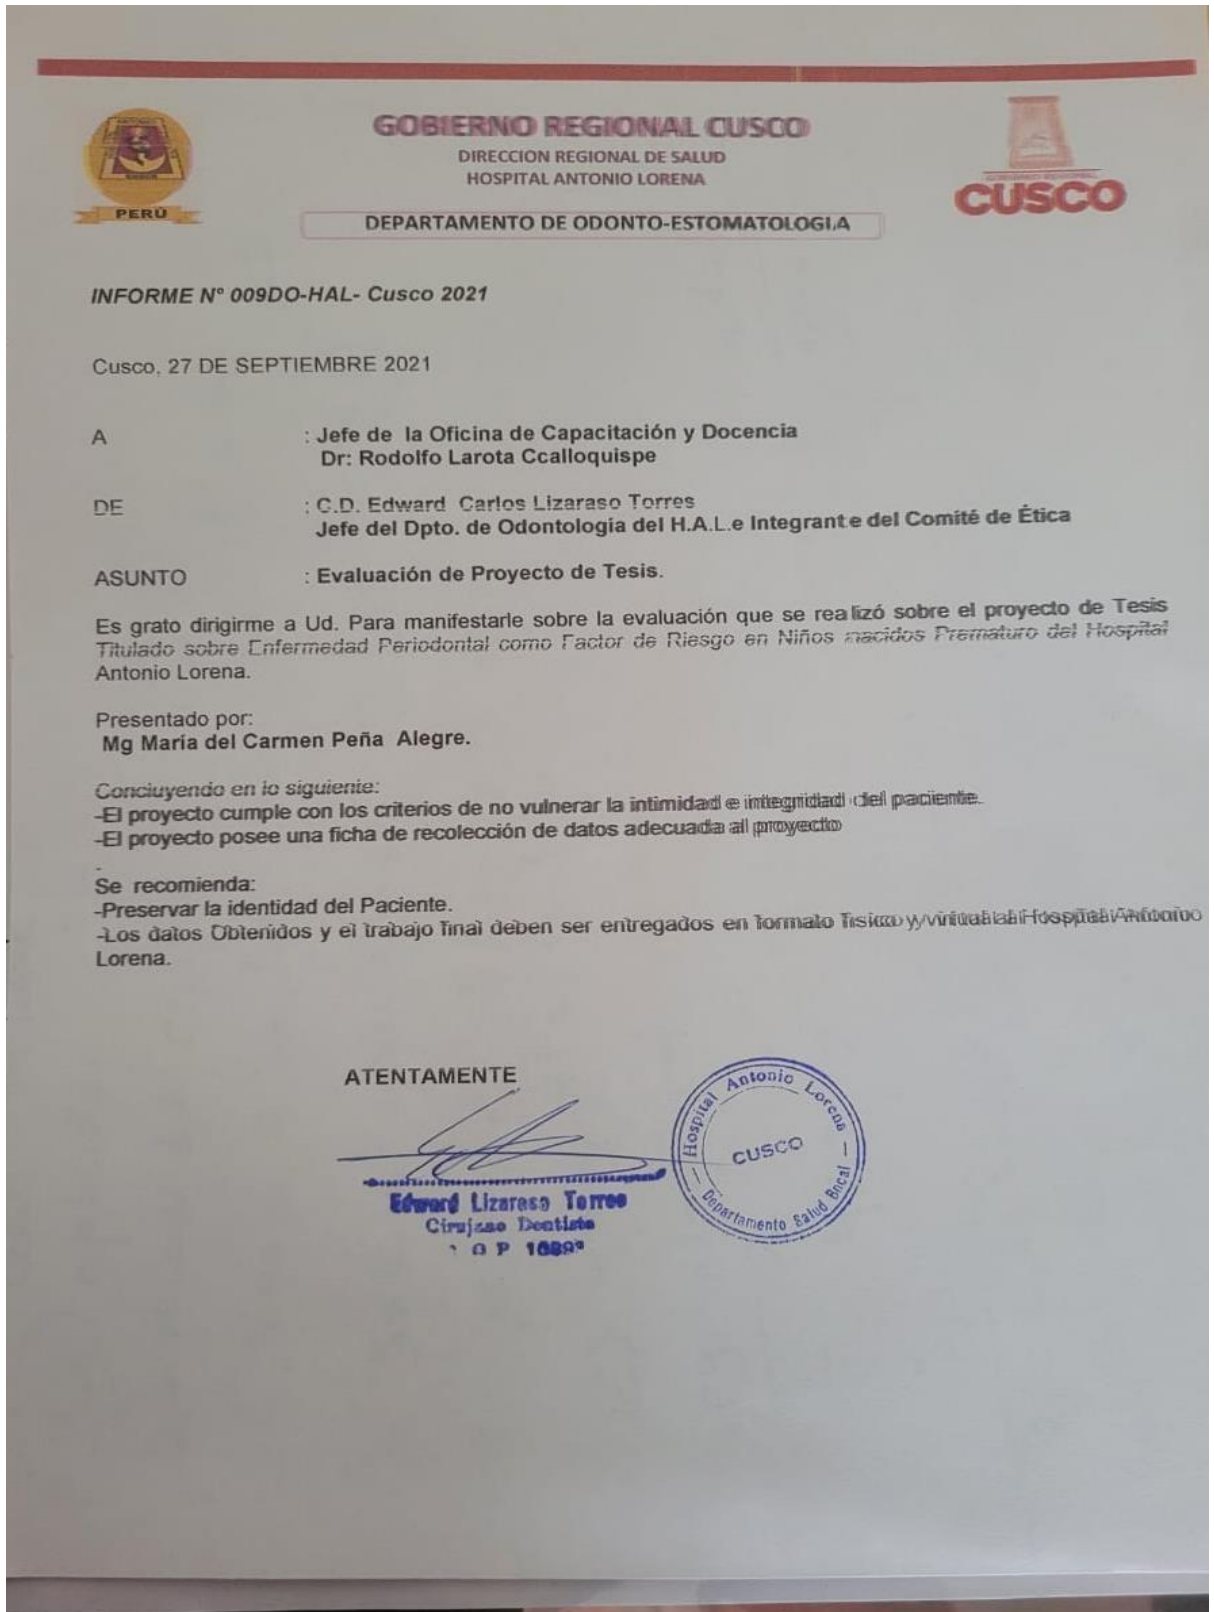 GOBIERNO REGIONAL CUSCO
DIRECCION REGIONAL DE SALUD
HOSPITAL ANTONIO LORENA
DEPARTAMENTO DE ODONTO-ESTOMATOLOGIA
PERÚ
CUSCO
INFORME N° 009DO-HAL- Cusco 2021
Cusco, 27 DE SEPTIEMBRE 2021
A : Jefe de la Oficina de Capacitación y Docencia
Dr: Rodolfo Larota Ccalloquispe
DE : C.D. Edward Carlos Lizaraso Torres
Jefe del Dpto. de Odontologia del H.A.L.e Integrante del Comité de Ética
ASUNTO : Evaluación de Proyecto de Tesis.
Es grato dirigirme a Ud. Para manifestarle sobre la evaluación que se realizó sobre el proyecto de Tesis
Titulado sobre Enfermedad Periodontal como Factor de Riesgo en Niños nacidos Prematuro del Hospital
Antonio Lorena.
Presentado por:
Mg María del Carmen Peña Alegre.
Concluyendo en lo siguiente:
-El proyecto cumple con los criterios de no vulnerar la intimidad e integridad del paciente.
-El proyecto posee una ficha de recolección de datos adecuada al proyecto
.
Se recomienda:
-Preservar la identidad del Paciente.
-Los datos Obtenidos y el trabajo final deben ser entregados en formato fisico y virtual al Hospital Antonio
Lorena.
ATENTAMENTE
Hospital Antonio Lorena
CUSCO
Departamento Salud Bucal
Edward Lizaraso Torres
Cirujano Dentista